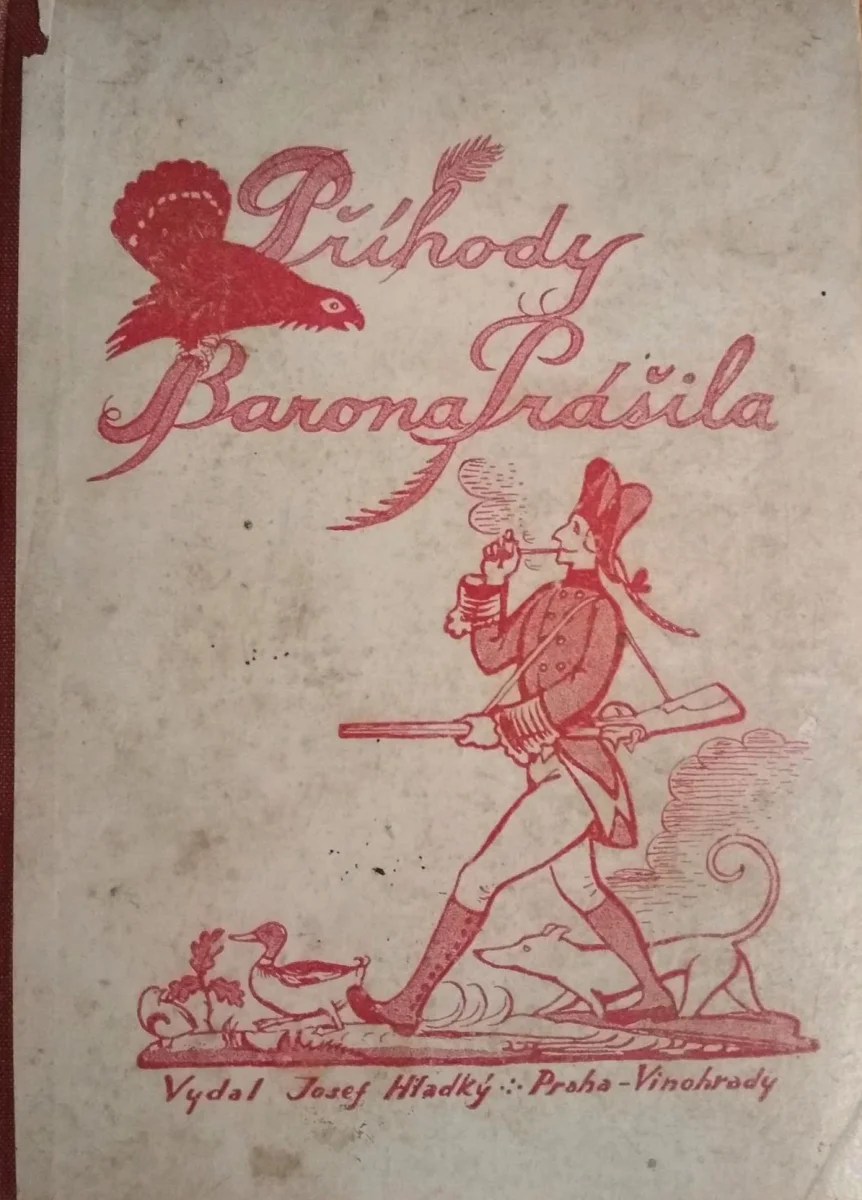 Příhody
Barona Prášila
Vydal Josef Hladký ∴ Praha – Vinohrady